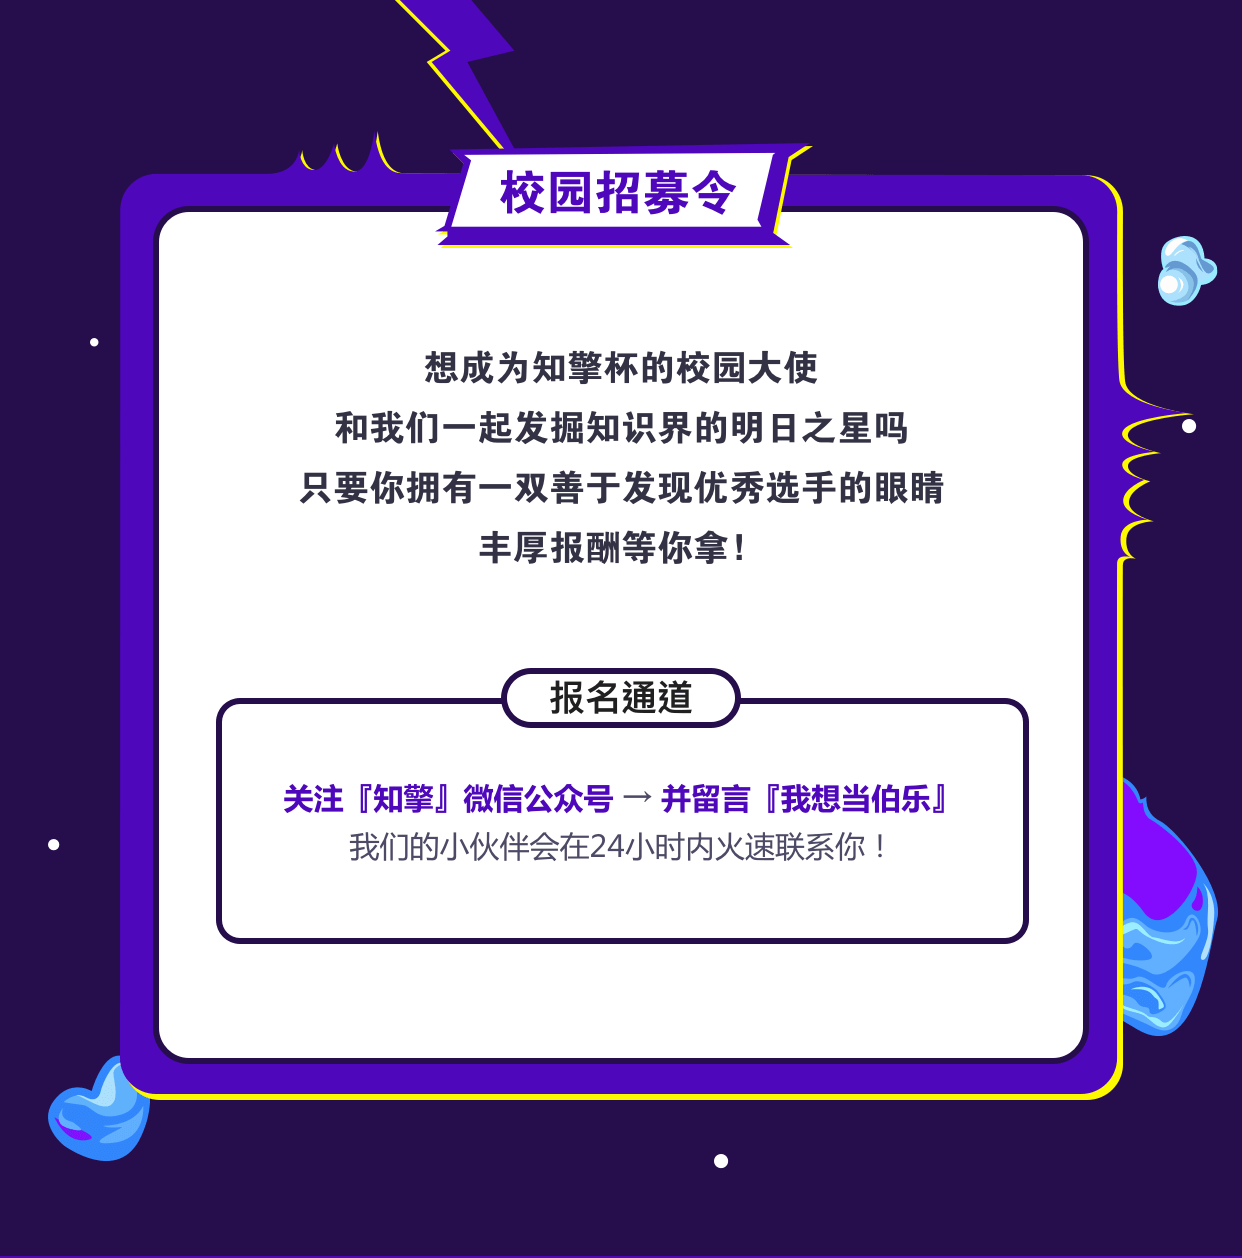 校园招募令
想成为知擎杯的校园大使
和我们一起发掘知识界的明日之星吗
只要你拥有一双善于发现优秀选手的眼睛
丰厚报酬等你拿！
报名通道
关注『知擎』微信公众号 → 并留言『我想当伯乐』
我们的小伙伴会在24小时内火速联系你！